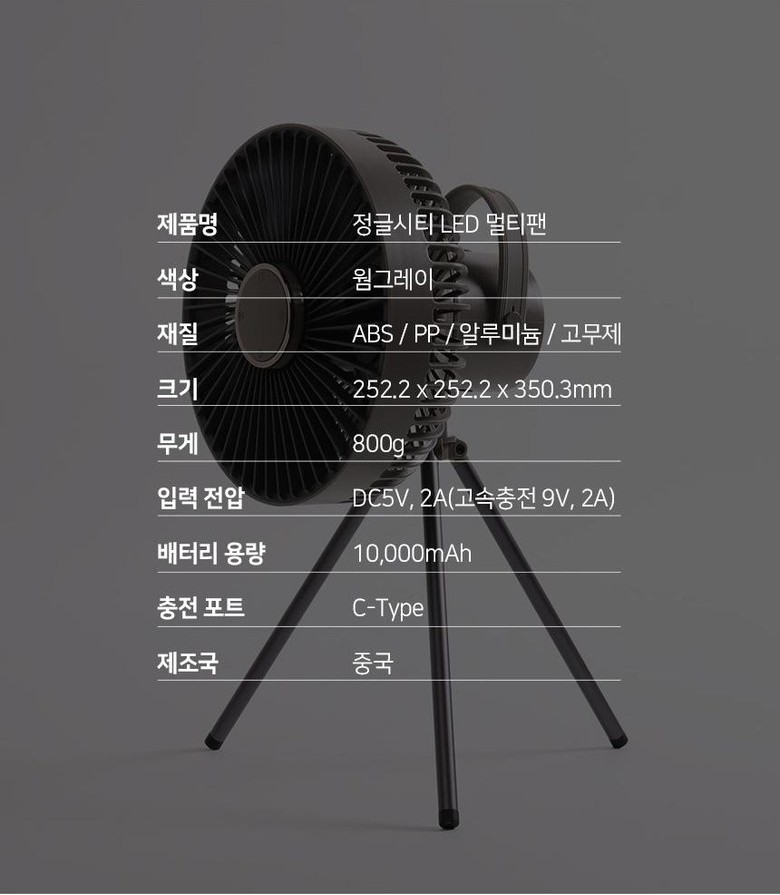 제품명 정글시티 LED 멀티팬
색상 웜그레이
재질 ABS / PP / 알루미늄 / 고무제
크기 252.2 x 252.2 x 350.3mm
무게 800g
입력 전압 DC5V, 2A(고속충전 9V, 2A)
배터리 용량 10,000mAh
충전 포트 C-Type
제조국 중국